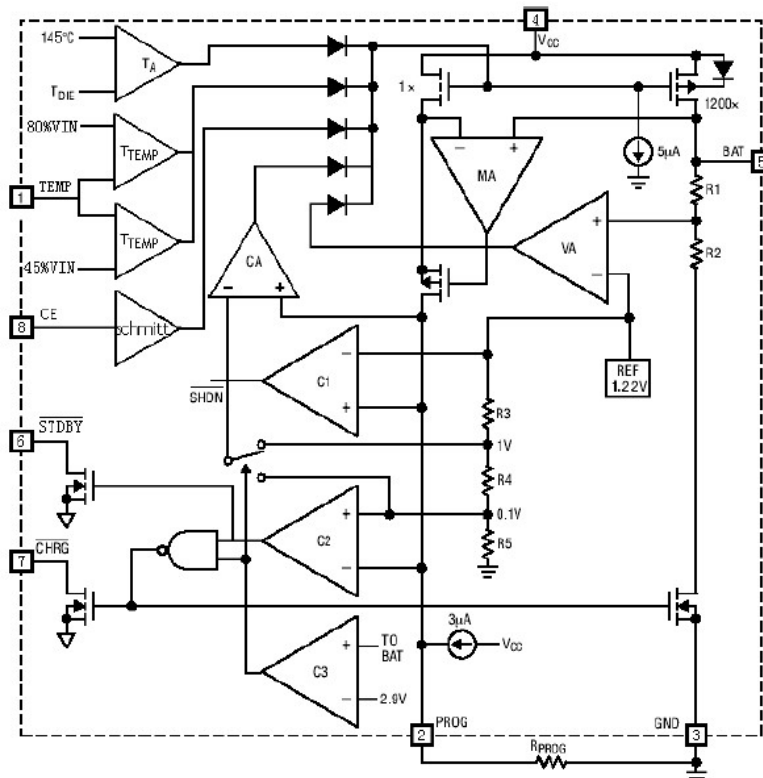 4
145°C
VCC
TA
TDIE
1×
1200×
80%VIN
TTEMP
5μA
BAT
5
− +
MA
1
TEMP
R1
TTEMP
+
VA
−
R2
45%VIN
CA
− +
8
CE
schmitt
REF
1.22V
−
C1
+
SHDN
R3
6
STDBY
1V
R4
+
C2
−
0.1V
R5
7
CHRG
3μA
VCC
+
TO
BAT
C3
−
2.9V
2
PROG
GND
3
RPROG